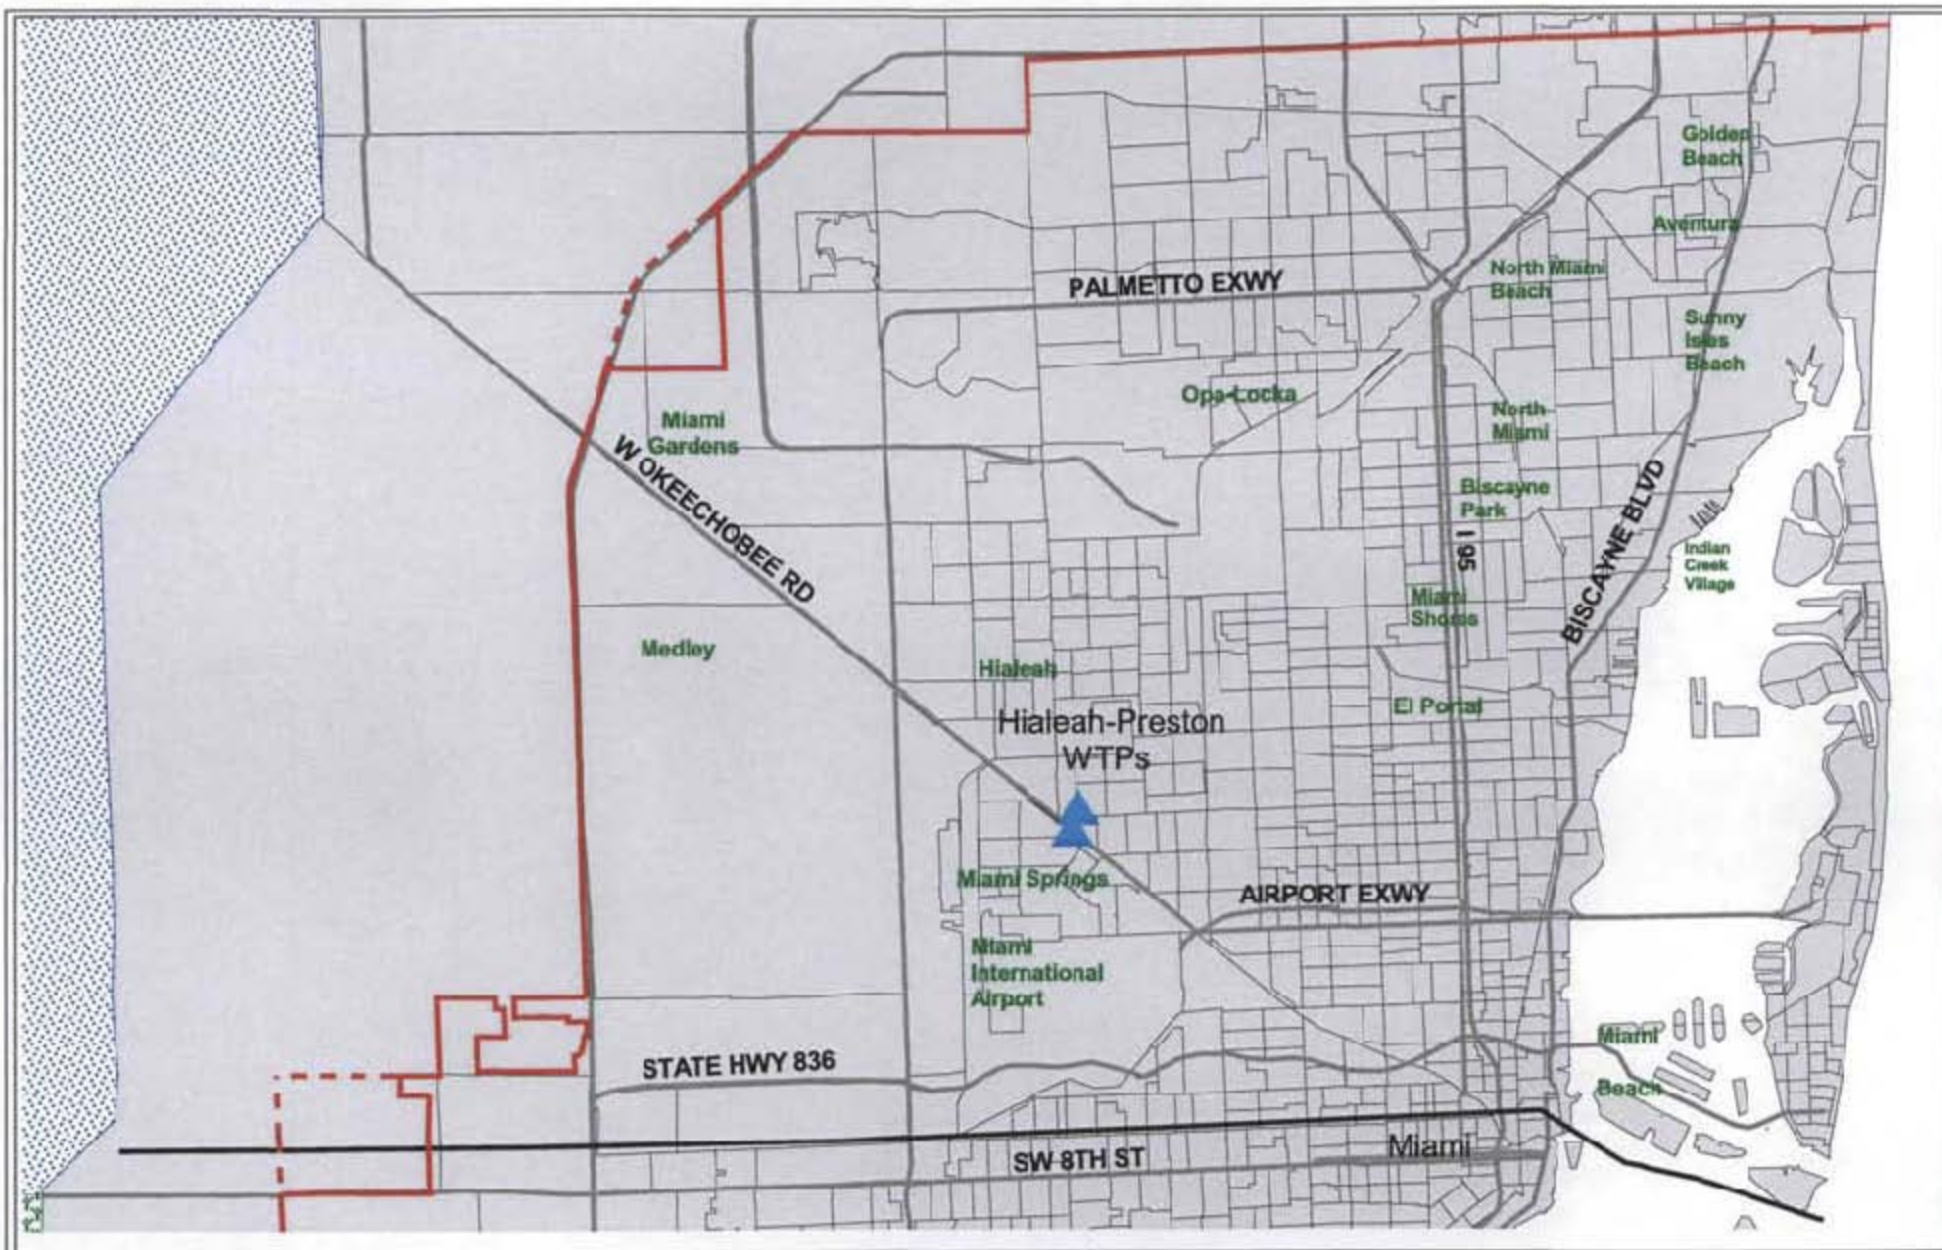 Golden
Beach
Aventura
PALMETTO EXWY
North Miami
Beach
Sunny
Isles
Beach
Opa-Locka
Miami
Gardens
North
Miami
W OKEECHOBEE RD
Biscayne
Park
BISCAYNE BLVD
I 95
Indian
Creek
Village
Miami
Shores
Medley
Hialeah
El Portal
Hialeah-Preston
WTPs
Miami Springs
AIRPORT EXWY
Miami
International
Airport
STATE HWY 836
Miami
Beach
Miami
SW 8TH ST